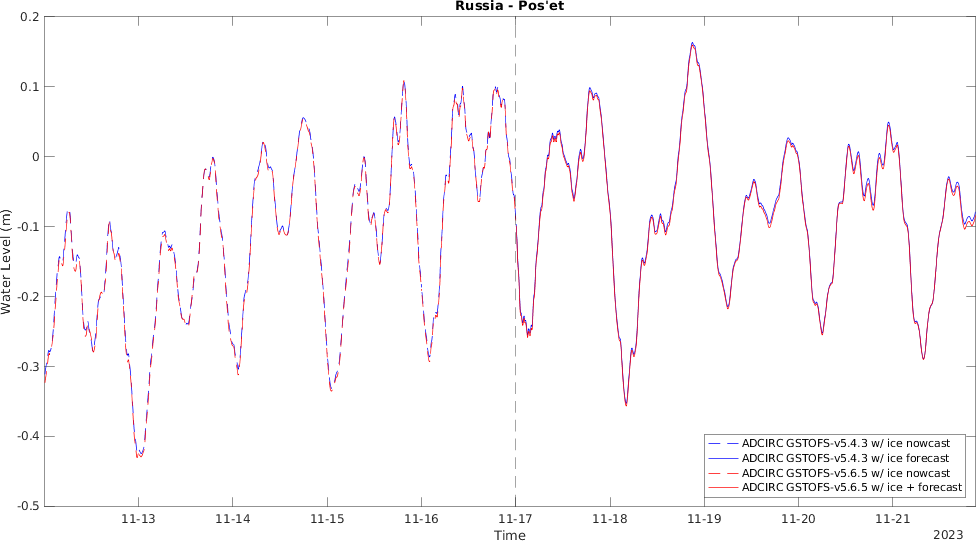 Russia - Pos'et
0.2
0.1
0
-0.1
-0.2
-0.3
-0.4
-0.5
Water Level (m)
ADCIRC GSTOFS-v5.4.3 w/ ice nowcast
ADCIRC GSTOFS-v5.4.3 w/ ice forecast
ADCIRC GSTOFS-v5.6.5 w/ ice nowcast
ADCIRC GSTOFS-v5.6.5 w/ ice + forecast
11-13 11-14 11-15 11-16 11-17 11-18 11-19 11-20 11-21
Time
2023